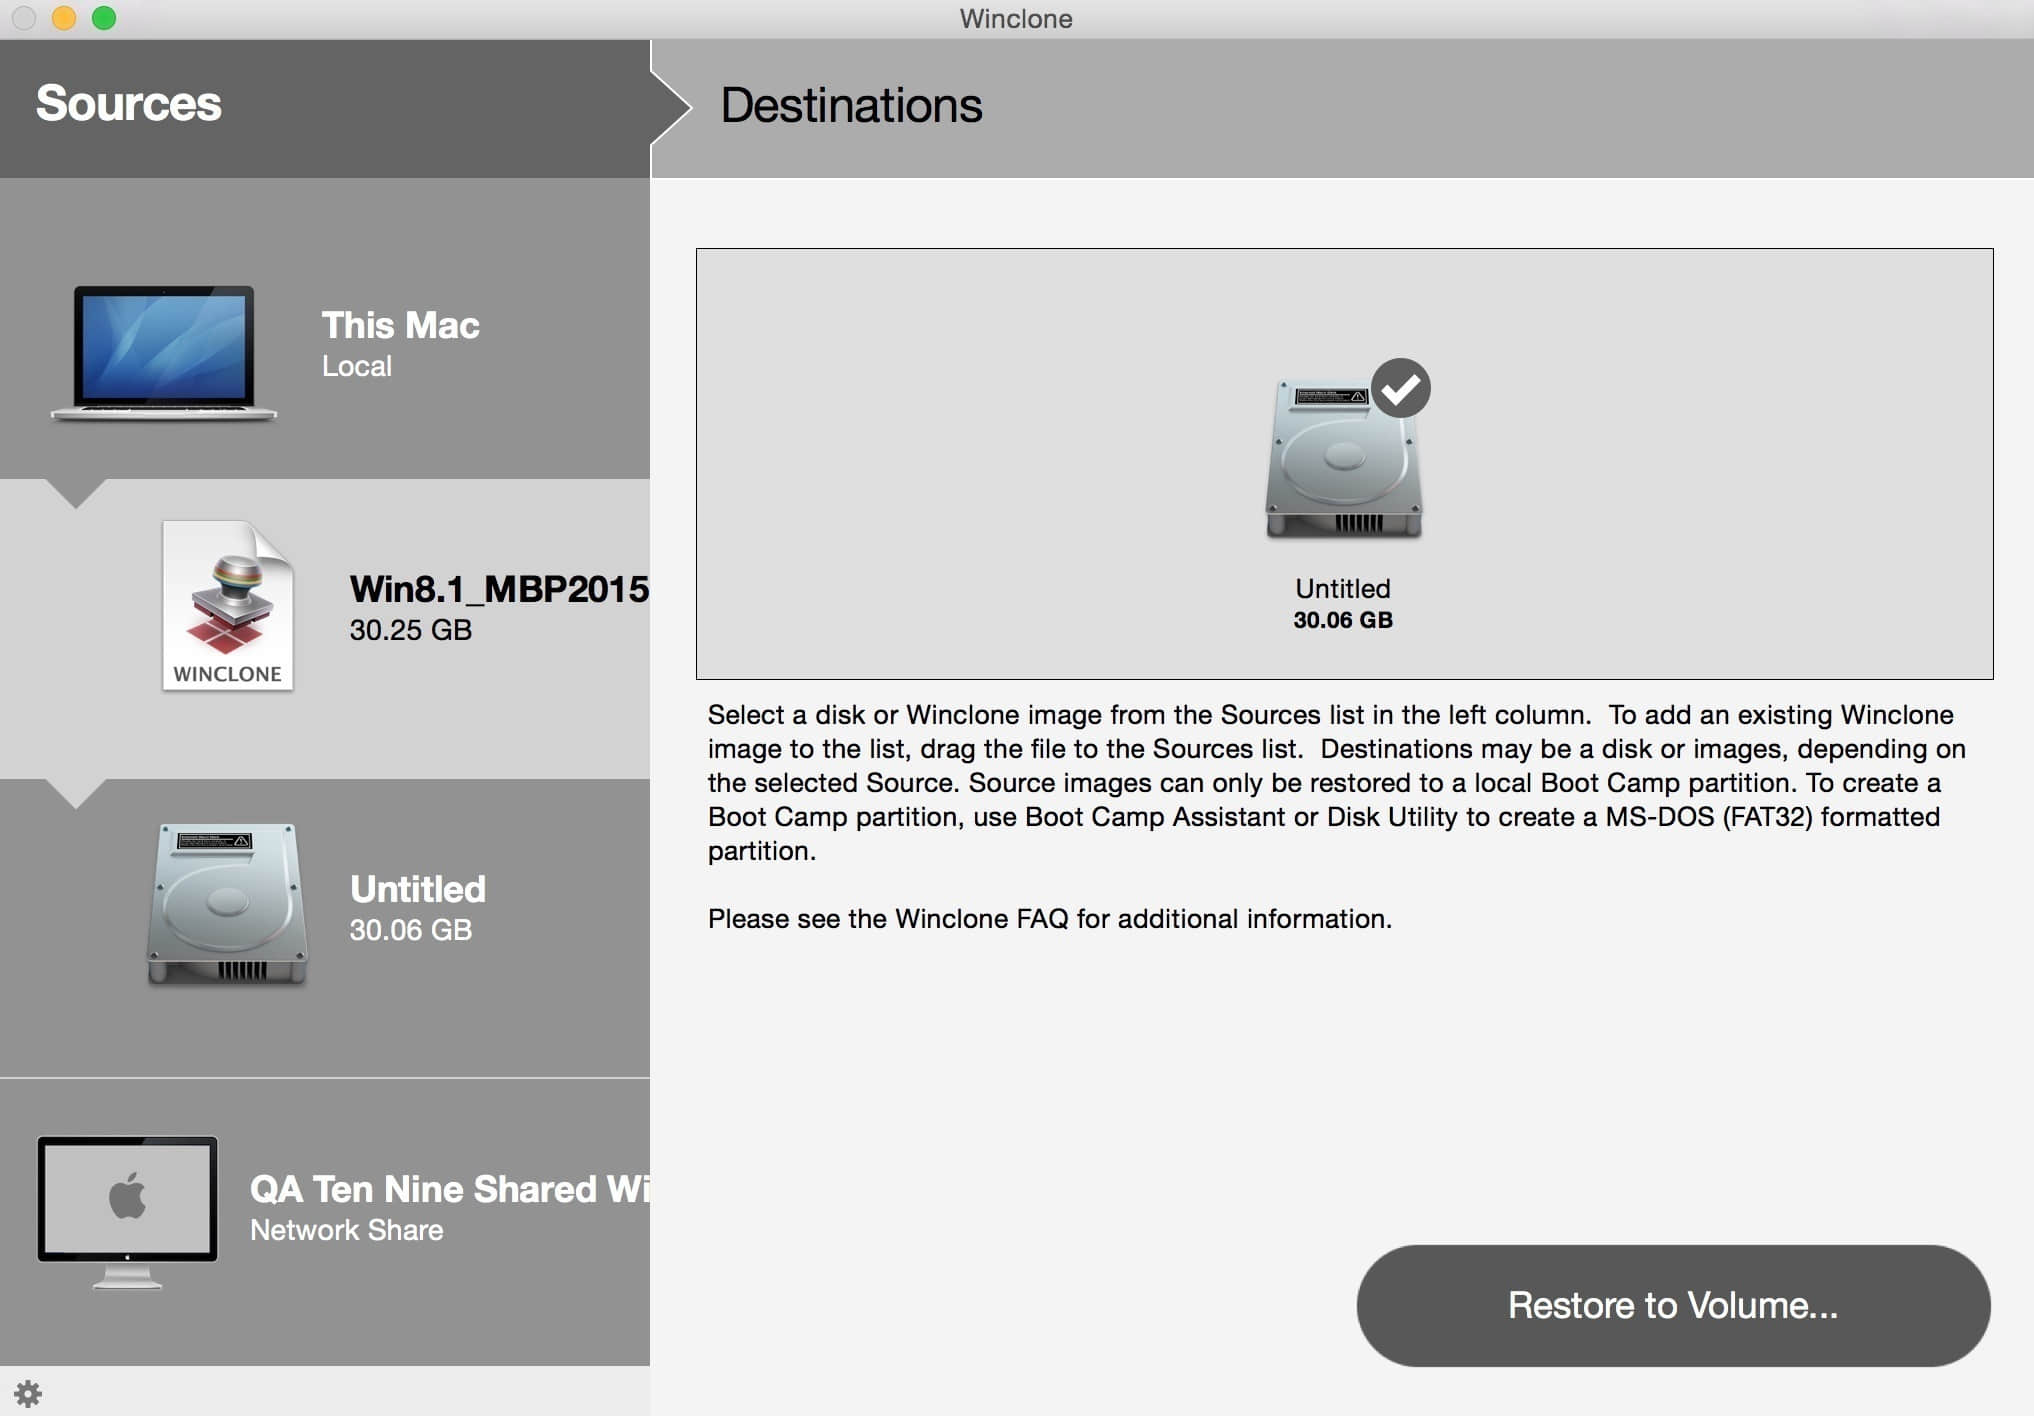 Winclone
Sources
Destinations
This Mac
Local
WINCLONE
Win8.1_MBP2015
30.25 GB
Untitled
30.06 GB
QA Ten Nine Shared Wi
Network Share
Untitled
30.06 GB
Select a disk or Winclone image from the Sources list in the left column.  To add an existing Winclone
image to the list, drag the file to the Sources list.  Destinations may be a disk or images, depending on
the selected Source. Source images can only be restored to a local Boot Camp partition. To create a
Boot Camp partition, use Boot Camp Assistant or Disk Utility to create a MS-DOS (FAT32) formatted
partition.
Please see the Winclone FAQ for additional information.
Restore to Volume...